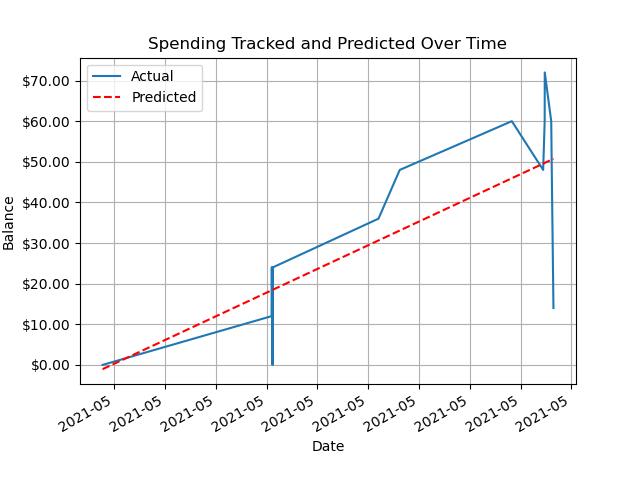 Spending Tracked and Predicted Over Time
Actual
Predicted
$70.00
$60.00
$50.00
$40.00
$30.00
$20.00
$10.00
$0.00
Balance
2021-05 2021-05 2021-05 2021-05 2021-05 2021-05 2021-05 2021-05 2021-05 2021-05
Date